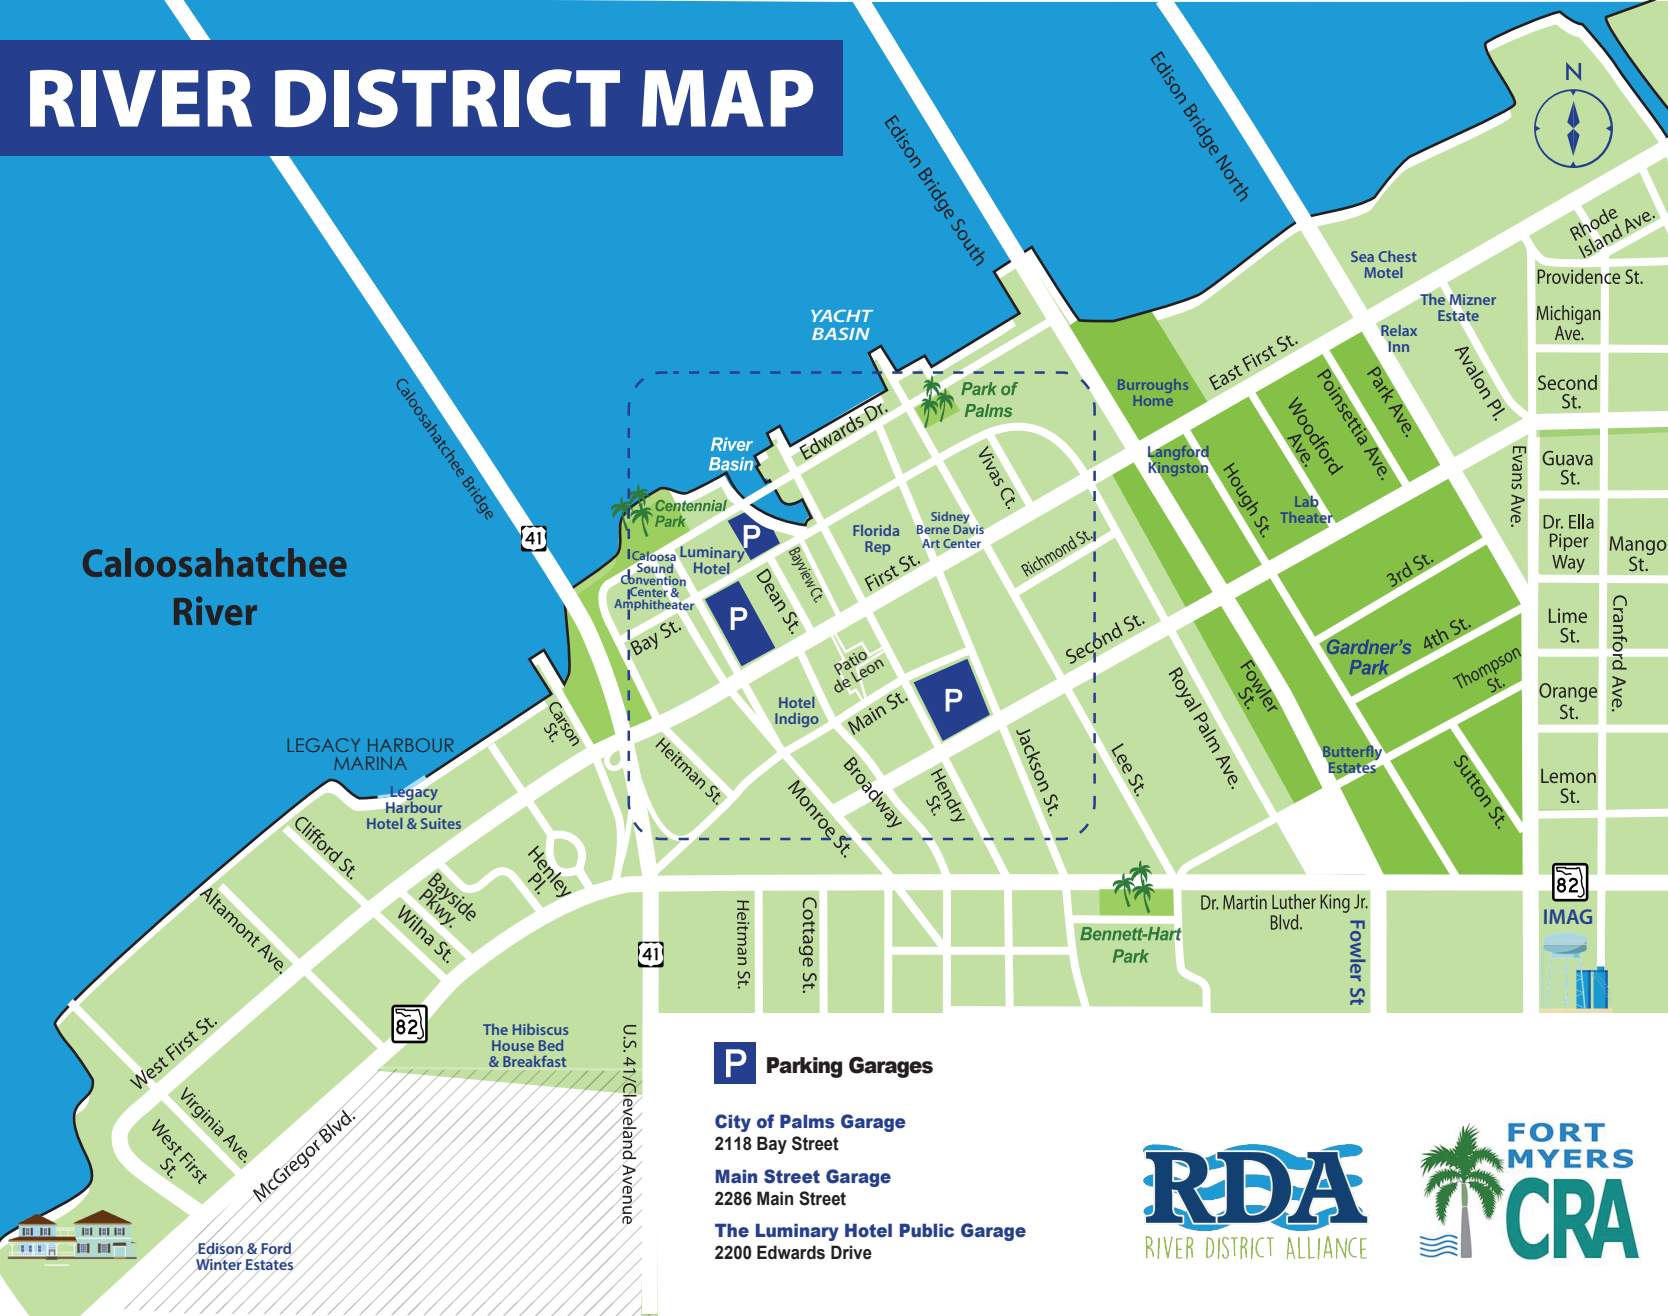 RIVER DISTRICT MAP
N
Edison Bridge South
Edison Bridge North
Caloosahatchee Bridge
41
Caloosahatchee
River
YACHT
BASIN
River
Basin
Edwards Dr.
Park of
Palms
Centennial
Park
P
Caloosa
Sound
Convention
Center &
Amphitheater
Luminary
Hotel
P
Bay St.
Dean St.
Bayview Ct.
Florida
Rep
First St.
Sidney
Berne Davis
Art Center
Vivas Ct.
Richmond St.
Second St.
Patio
de Leon
Main St.
P
Hotel
Indigo
Heitman St.
Monroe St.
Broadway
Hendry
St.
Jackson St.
Lee St.
Royal Palm Ave.
Fowler
St.
Burroughs
Home
Langford
Kingston
East First St.
Hough St.
Woodford
Ave.
Poinsettia Ave.
Park Ave.
Lab
Theater
Sea Chest
Motel
The Mizner
Estate
Relax
Inn
Avalon Pl.
Rhode
Island Ave.
Providence St.
Michigan
Ave.
Second
St.
Evans Ave.
Guava
St.
Dr. Ella
Piper
Way
Mango
St.
3rd St.
Lime
St.
Cranford Ave.
4th St.
Gardner's
Park
Thompson
St.
Orange
St.
Butterfly
Estates
Sutton St.
Lemon
St.
82
IMAG
LEGACY HARBOUR
MARINA
Legacy
Harbour
Hotel & Suites
Carson
St.
Clifford St.
Henley
Pl.
Bayside
Pkwy.
Wilna St.
Altamont Ave.
Heitman St.
Cottage St.
41
82
Bennett-Hart
Park
Dr. Martin Luther King Jr.
Blvd.
Fowler St
West First St.
Virginia Ave.
West First
St.
McGregor Blvd.
The Hibiscus
House Bed
& Breakfast
U.S. 41/Cleveland Avenue
Edison & Ford
Winter Estates
P Parking Garages
City of Palms Garage
2118 Bay Street
Main Street Garage
2286 Main Street
The Luminary Hotel Public Garage
2200 Edwards Drive
RDA
RIVER DISTRICT ALLIANCE
FORT
MYERS
CRA